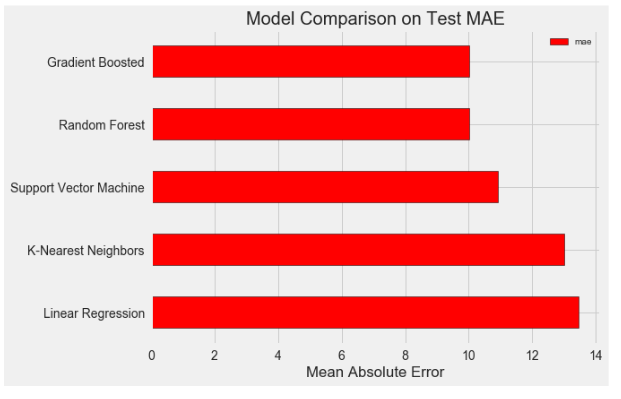 Model Comparison on Test MAE
mae
Gradient Boosted
Random Forest
Support Vector Machine
K-Nearest Neighbors
Linear Regression
0 2 4 6 8 10 12 14
Mean Absolute Error